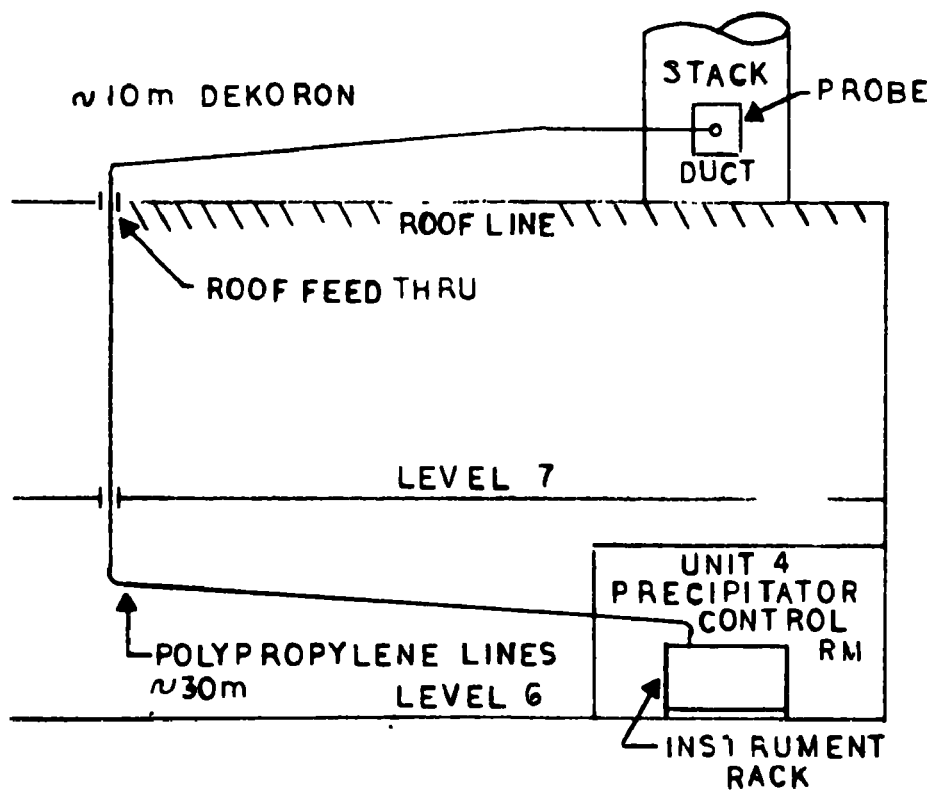 STACK
PROBE
~10m DEKORON
DUCT
ROOF LINE
ROOF FEED THRU
LEVEL 7
UNIT 4
PRECIPITATOR
CONTROL
RM
POLYPROPYLENE LINES
~30m
LEVEL 6
INSTRUMENT
RACK